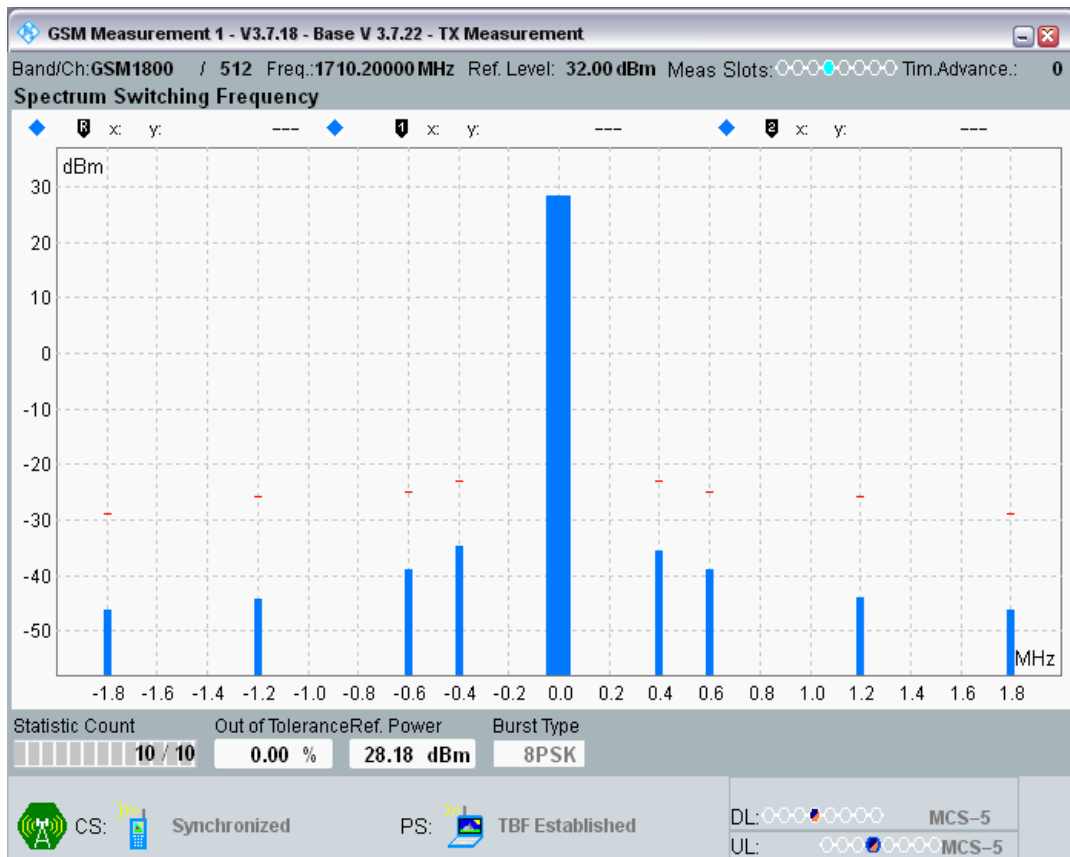 GSM Measurement 1 - V3.7.18 - Base V 3.7.22 - TX Measurement
Band/Ch:GSM1800 / 512 Freq.:1710.20000 MHz Ref. Level: 32.00 dBm Meas Slots: Tim.Advance.: 0
Spectrum Switching Frequency
R x: y: --- 1 x: y: --- 2 x: y: ---
dBm
30
20
10
0
-10
-20
-30
-40
-50
MHz
-1.8 -1.6 -1.4 -1.2 -1.0 -0.8 -0.6 -0.4 -0.2 0.0 0.2 0.4 0.6 0.8 1.0 1.2 1.4 1.6 1.8
Statistic Count Out of Tolerance Ref. Power Burst Type
10 / 10 0.00 % 28.18 dBm 8PSK
CS: Synchronized PS: TBF Established
DL: MCS-5
UL: MCS-5